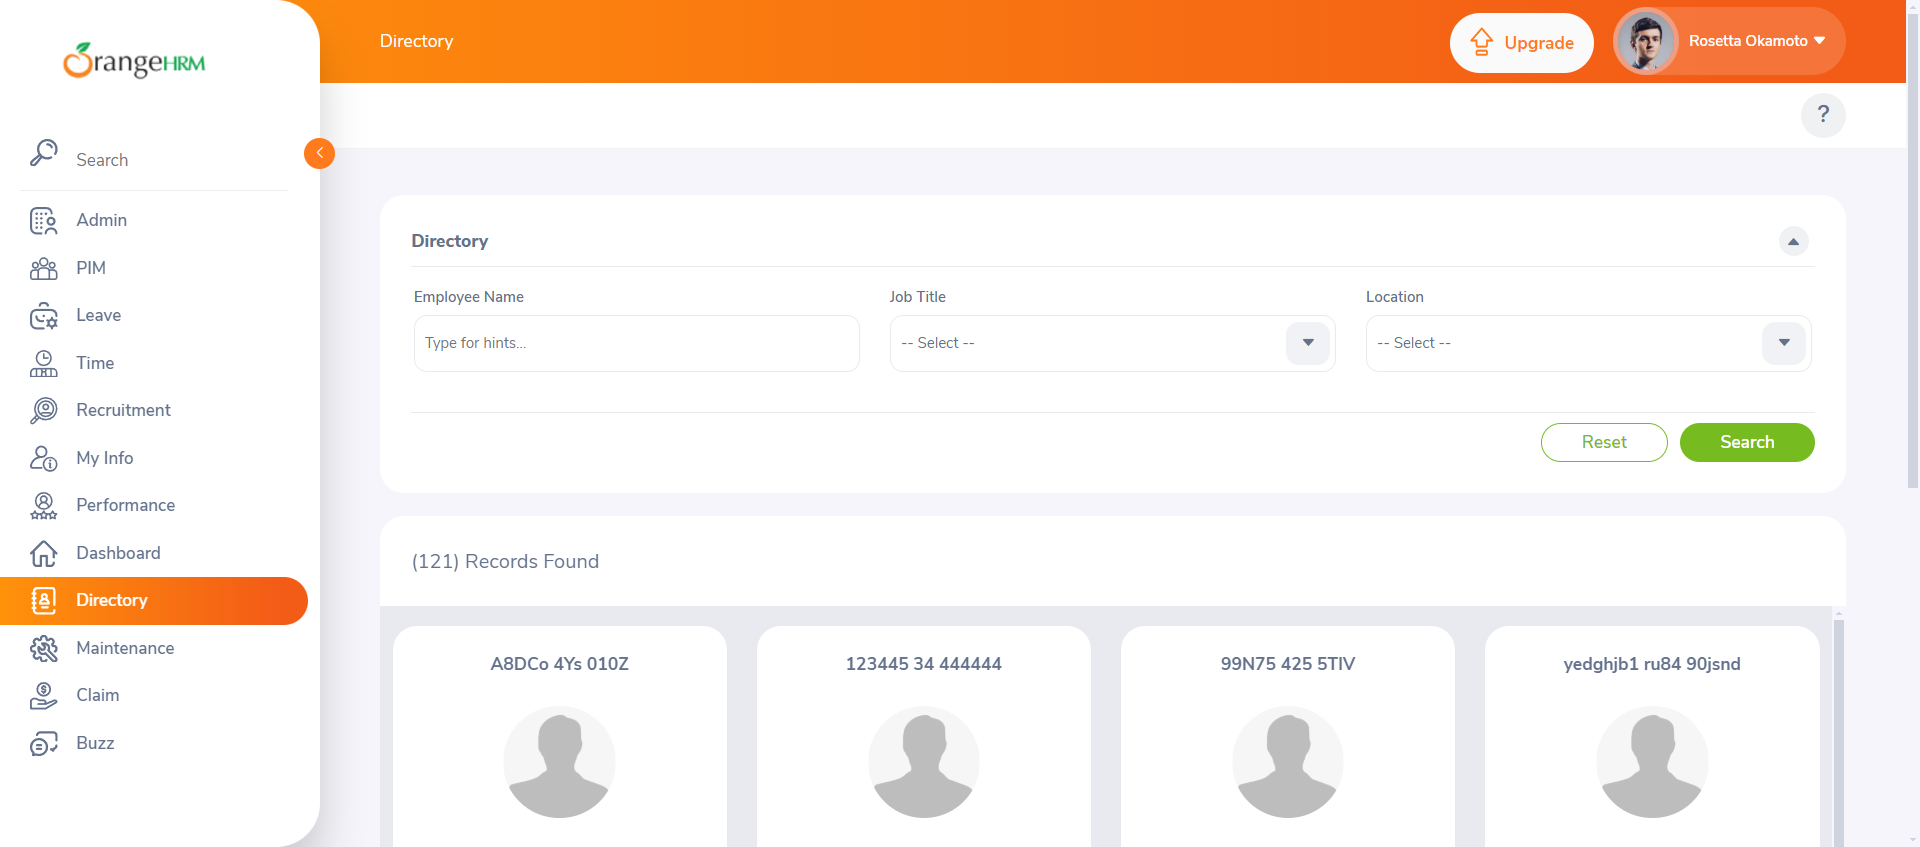 OrangeHRM
Search
Admin
PIM
Leave
Time
Recruitment
My Info
Performance
Dashboard
Directory
Maintenance
Claim
Buzz
Directory
Upgrade
Rosetta Okamoto
?
Directory
Employee Name
Job Title
Location
Type for hints...
-- Select --
-- Select --
Reset
Search
(121) Records Found
A8DCo 4Ys 010Z
123445 34 444444
99N75 425 5TIV
yedghjb1 ru84 90jsnd